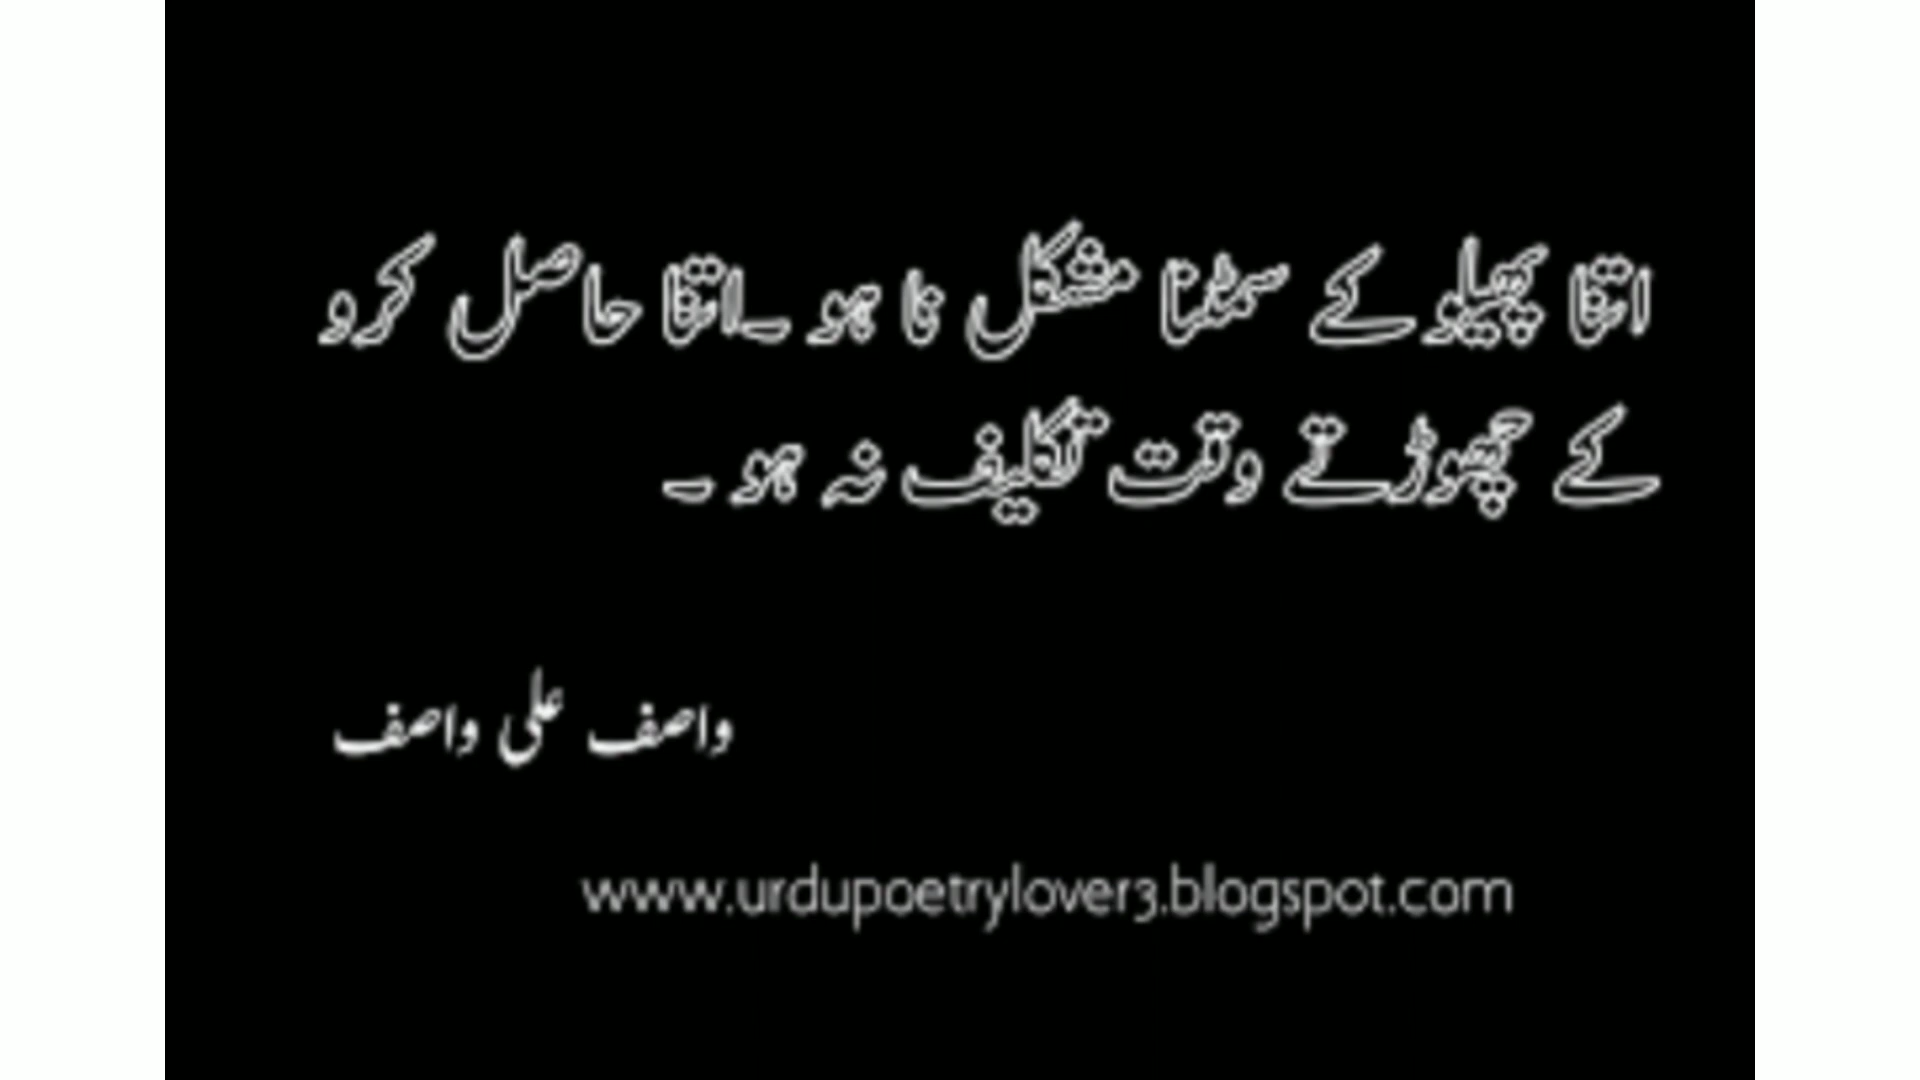 اتنا پھیلو کے سمٹنا مشکل نا ہو ۔اتنا حاصل کرو
کے چھوڑتے وقت تکلیف نہ ہو ۔
واصف علی واصف
www.urdupoetrylover3.blogspot.com